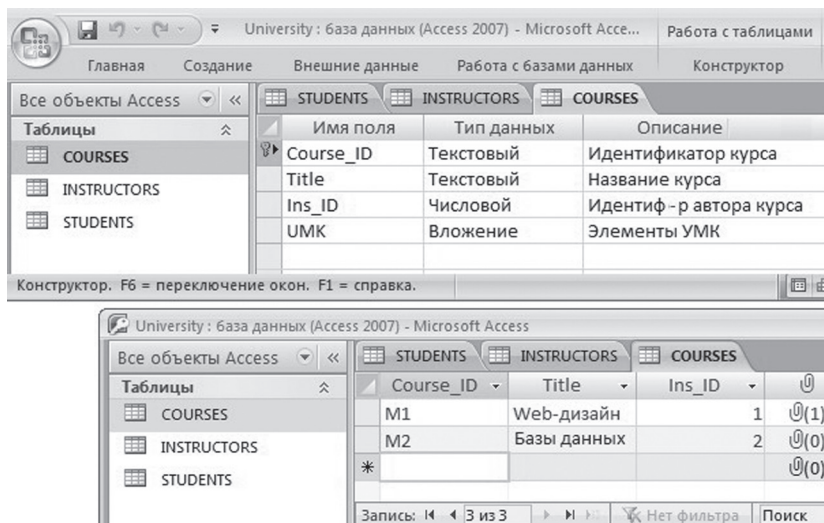 University : база данных (Access 2007) - Microsoft Acce... Работа с таблицами
Главная Создание Внешние данные Работа с базами данных Конструктор
Все объекты Access « STUDENTS INSTRUCTORS COURSES
Таблицы Имя поля Тип данных Описание
COURSES Course_ID Текстовый Идентификатор курса
INSTRUCTORS Title Текстовый Название курса
STUDENTS Ins_ID Числовой Идентиф-р автора курса
UMK Вложение Элементы УМК
Конструктор. F6 = переключение окон. F1 = справка.
University : база данных (Access 2007) - Microsoft Access
Все объекты Access « STUDENTS INSTRUCTORS COURSES
Таблицы Course_ID Title Ins_ID
COURSES M1 Web-дизайн 1 (1)
INSTRUCTORS M2 Базы данных 2 (0)
STUDENTS * (0)
Запись: 3 из 3 Нет фильтра Поиск